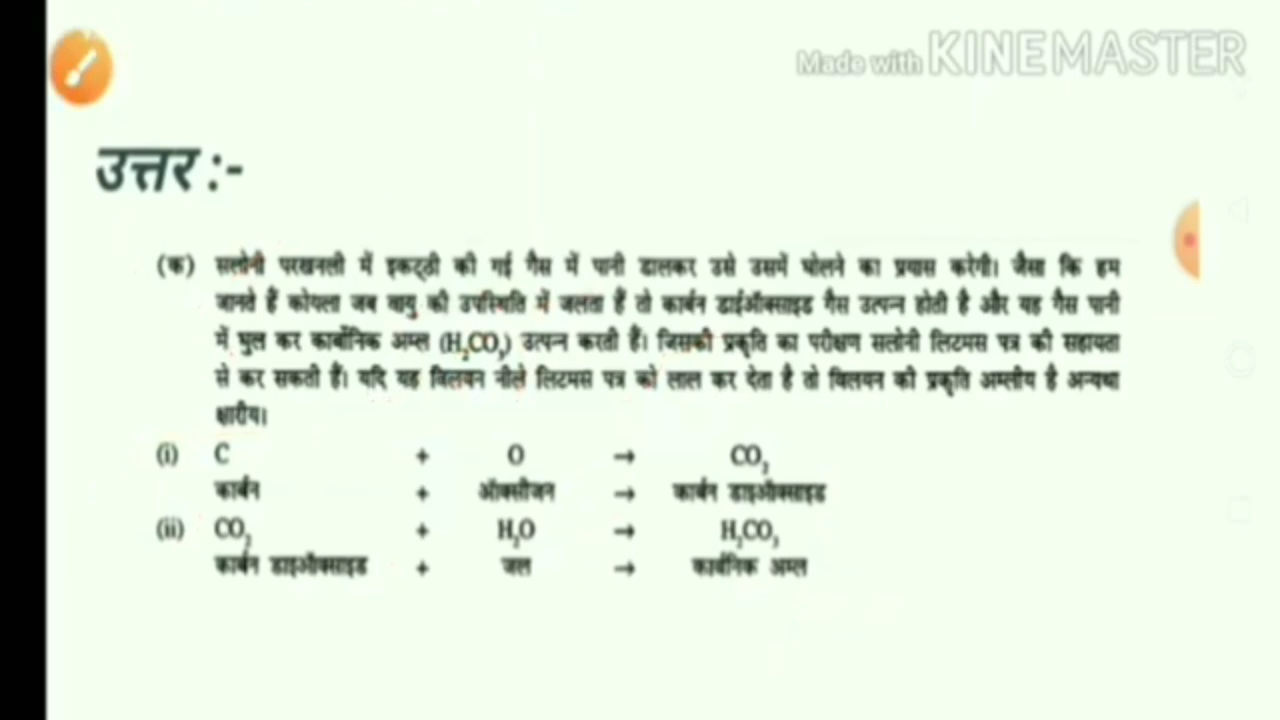 Made with KINEMASTER
उत्तर :-
(क) सलोनी परखनली में इकट्ठी की गई गैस में पानी डालकर उसे उसमें घोलने का प्रयास करेगी। जैसा कि हम
जानते हैं कोयला जब वायु की उपस्थिति में जलता हैं तो कार्बन डाईऑक्साइड गैस उत्पन्न होती है और यह गैस पानी
में घुल कर कार्बोनिक अम्ल (H₂CO₃) उत्पन करती हैं। जिसकी प्रकृति का परीक्षण सलोनी लिटमस पत्र की सहायता
से कर सकती हैं। यदि यह विलयन नीले लिटमस पत्र को लाल कर देता है तो विलयन की प्रकृति अम्लीय है अन्यथा
क्षारीय।
(i) C + O → CO₂
कार्बन + ऑक्सीजन → कार्बन डाइऑक्साइड
(ii) CO₂ + H₂O → H₂CO₃
कार्बन डाइऑक्साइड + जल → कार्बनिक अम्ल